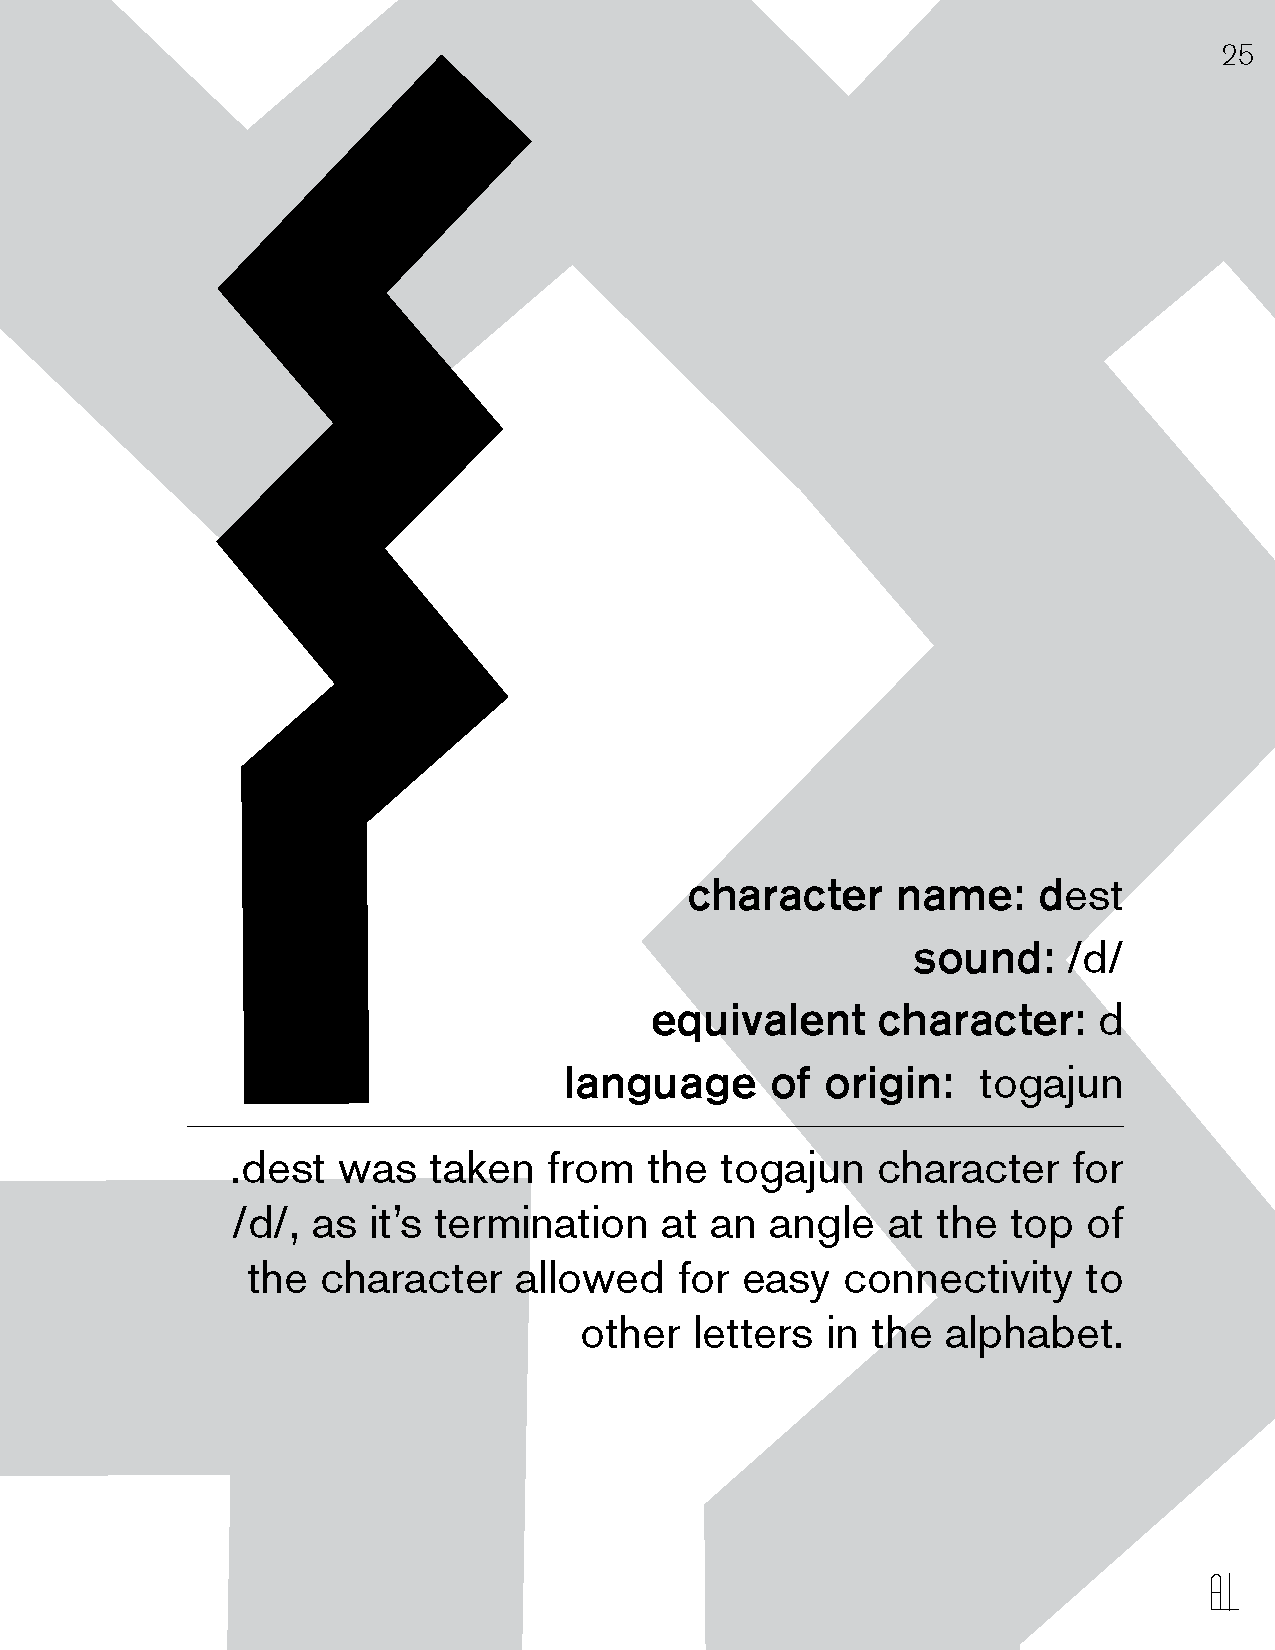 25
character name: dest
sound: /d/
equivalent character: d
language of origin: togajun
.dest was taken from the togajun character for
/d/, as it’s termination at an angle at the top of
the character allowed for easy connectivity to
other letters in the alphabet.
AL